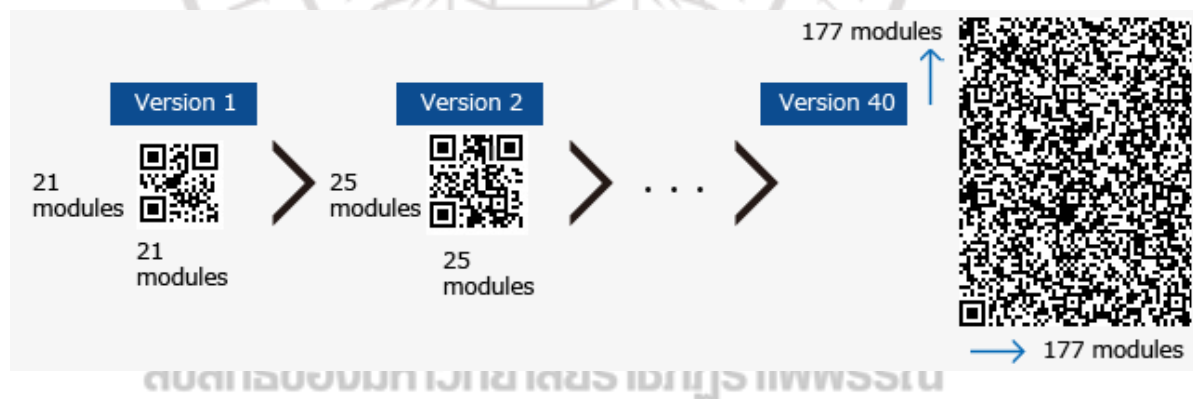 177 modules
Version 1
Version 2
Version 40
21
modules
25
modules
. . .
21
modules
25
modules
177 modules